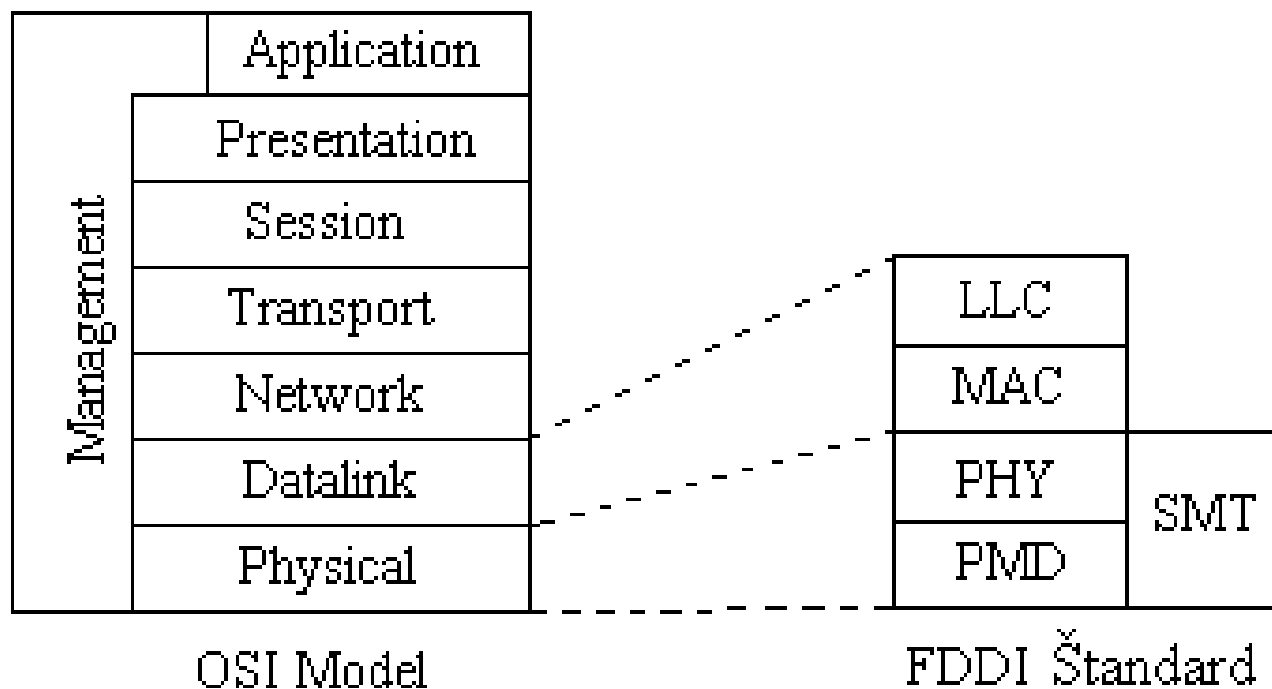 Application
Presentation
Session
Transport
Network
Datalink
Physical
Management
OSI Model
LLC
MAC
PHY
PMD
SMT
FDDI Štandard